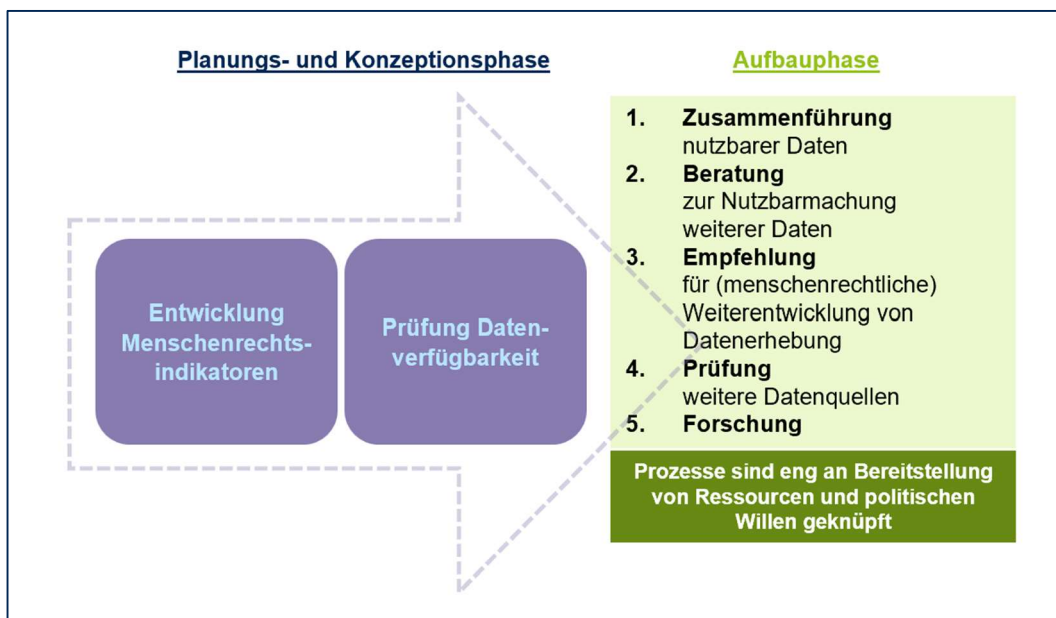 Planungs- und Konzeptionsphase
Entwicklung
Menschenrechts-
indikatoren
Prüfung Daten-
verfügbarkeit
Aufbauphase
1. Zusammenführung
nutzbarer Daten
2. Beratung
zur Nutzbarmachung
weiterer Daten
3. Empfehlung
für (menschenrechtliche)
Weiterentwicklung von
Datenerhebung
4. Prüfung
weitere Datenquellen
5. Forschung
Prozesse sind eng an Bereitstellung
von Ressourcen und politischen
Willen geknüpft